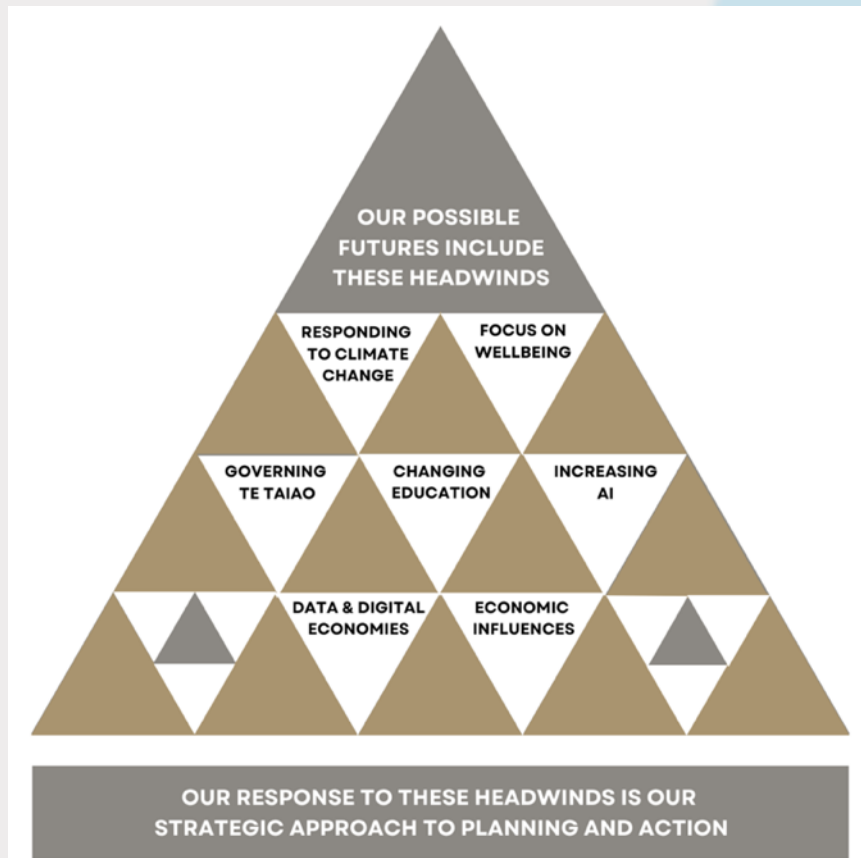 OUR POSSIBLE
FUTURES INCLUDE
THESE HEADWINDS
RESPONDING
TO CLIMATE
CHANGE
FOCUS ON
WELLBEING
GOVERNING
TE TAIAO
CHANGING
EDUCATION
INCREASING
AI
DATA & DIGITAL
ECONOMIES
ECONOMIC
INFLUENCES
OUR RESPONSE TO THESE HEADWINDS IS OUR
STRATEGIC APPROACH TO PLANNING AND ACTION